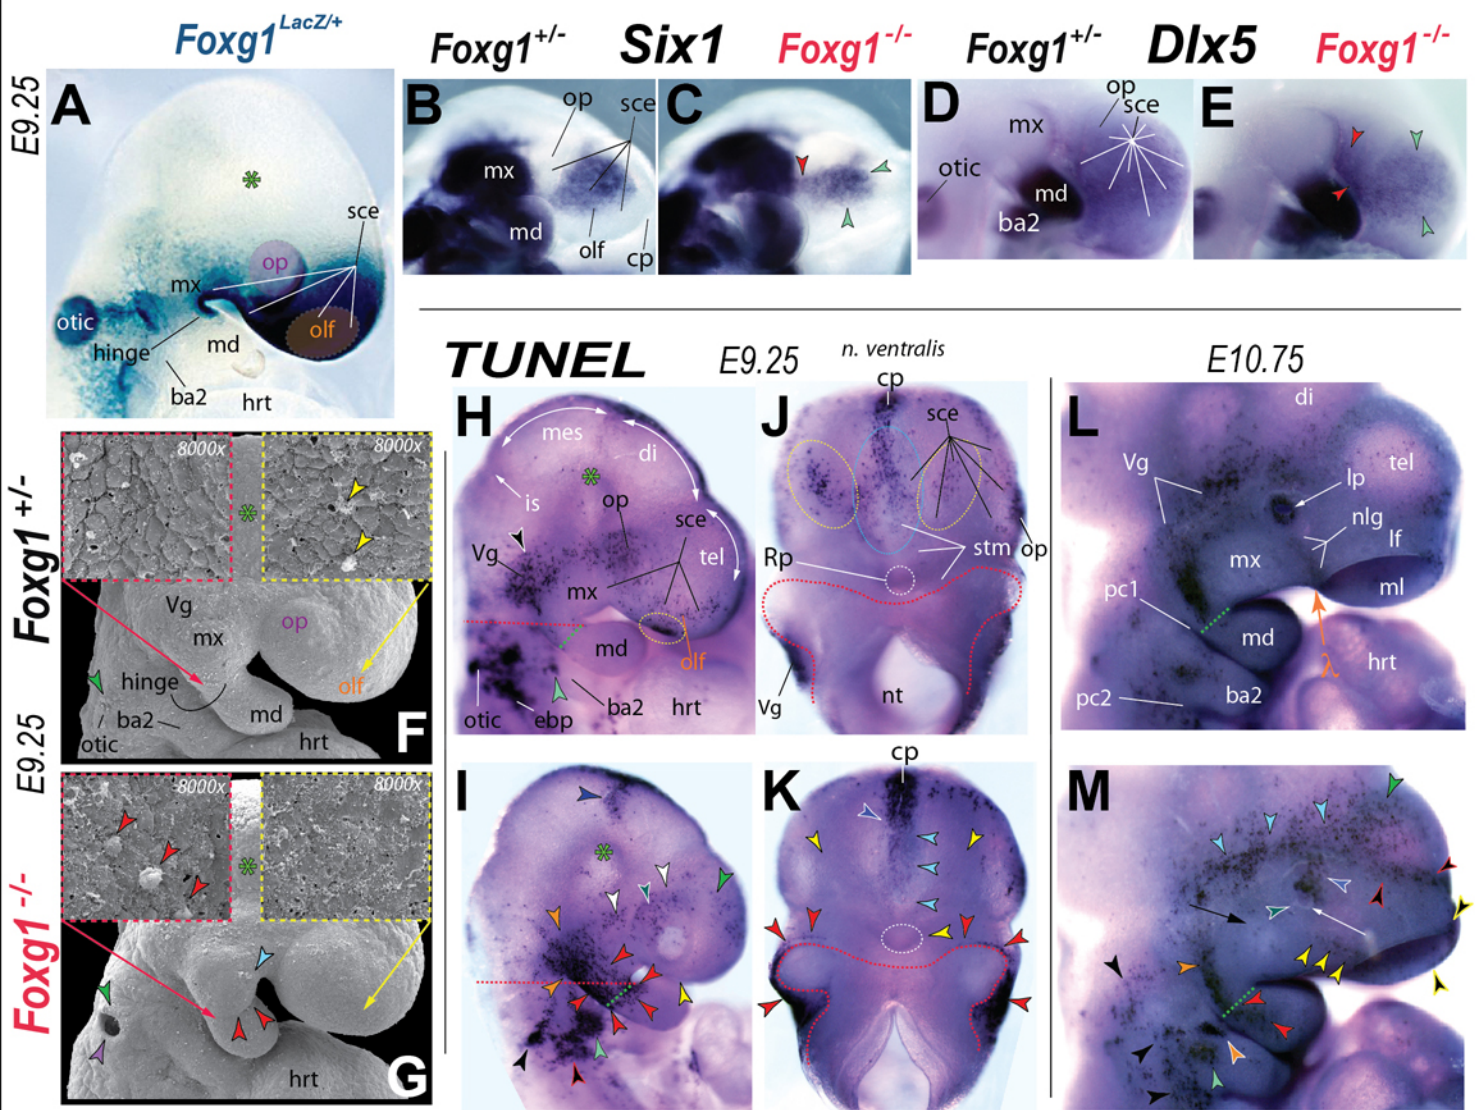 Foxg1 LacZ/+
E9.25
A
sce
op
mx
otic
olf
hinge
md
ba2
hrt
Foxg1+/- Six1 Foxg1-/-
B
op
sce
mx
md
olf
cp
C
Foxg1+/- Dlx5 Foxg1-/-
D
op
sce
mx
otic
md
ba2
E
TUNEL E9.25 n. ventralis
E10.75
Foxg1+/-
8000x
8000x
Vg
mx
op
hinge
olf
ba2
md
otic
hrt
F
E9.25
Foxg1-/-
8000x
8000x
hrt
G
H
mes
di
is
op
sce
Vg
tel
mx
md
olf
otic
ebp
ba2
hrt
J
cp
sce
Rp
stm
op
Vg
nt
L
di
Vg
tel
lp
nlg
lf
mx
ml
pc1
md
λ
hrt
pc2
ba2
I
K
cp
M